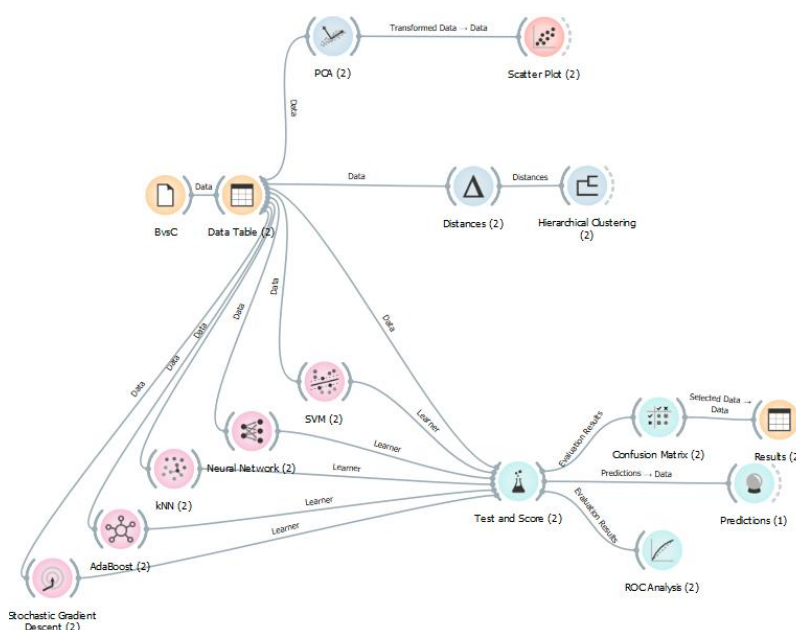 Transformed Data → Data
PCA (2)
Scatter Plot (2)
Data
Data
Data
Distances
BvsC
Data Table (2)
Distances (2)
Hierarchical Clustering
(2)
Data
Data
Data
Data
Data
Data
SVM (2)
Learner
Selected Data →
Data
Evaluation Results
Neural Network (2)
Learner
Confusion Matrix (2)
Results (2
kNN (2)
Learner
Predictions → Data
Test and Score (2)
Predictions (1)
Learner
Evaluation Results
AdaBoost (2)
Learner
ROC Analysis (2)
Stochastic Gradient
Descent (2)